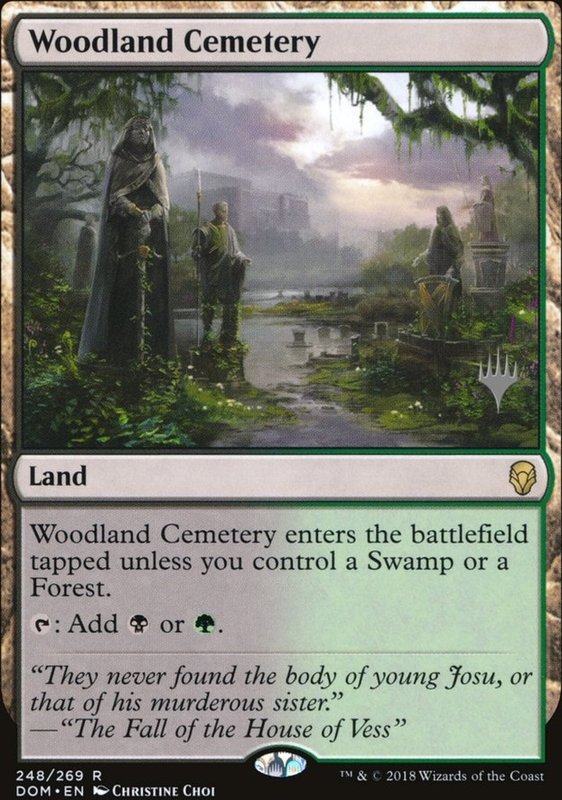 Woodland Cemetery
Land
Woodland Cemetery enters the battlefield
tapped unless you control a Swamp or a
Forest.
: Add or .
“They never found the body of young Josu, or
that of his murderous sister.”
—“The Fall of the House of Vess”
248/269 R
DOM • EN CHRISTINE CHOI
™ & © 2018 Wizards of the Coast